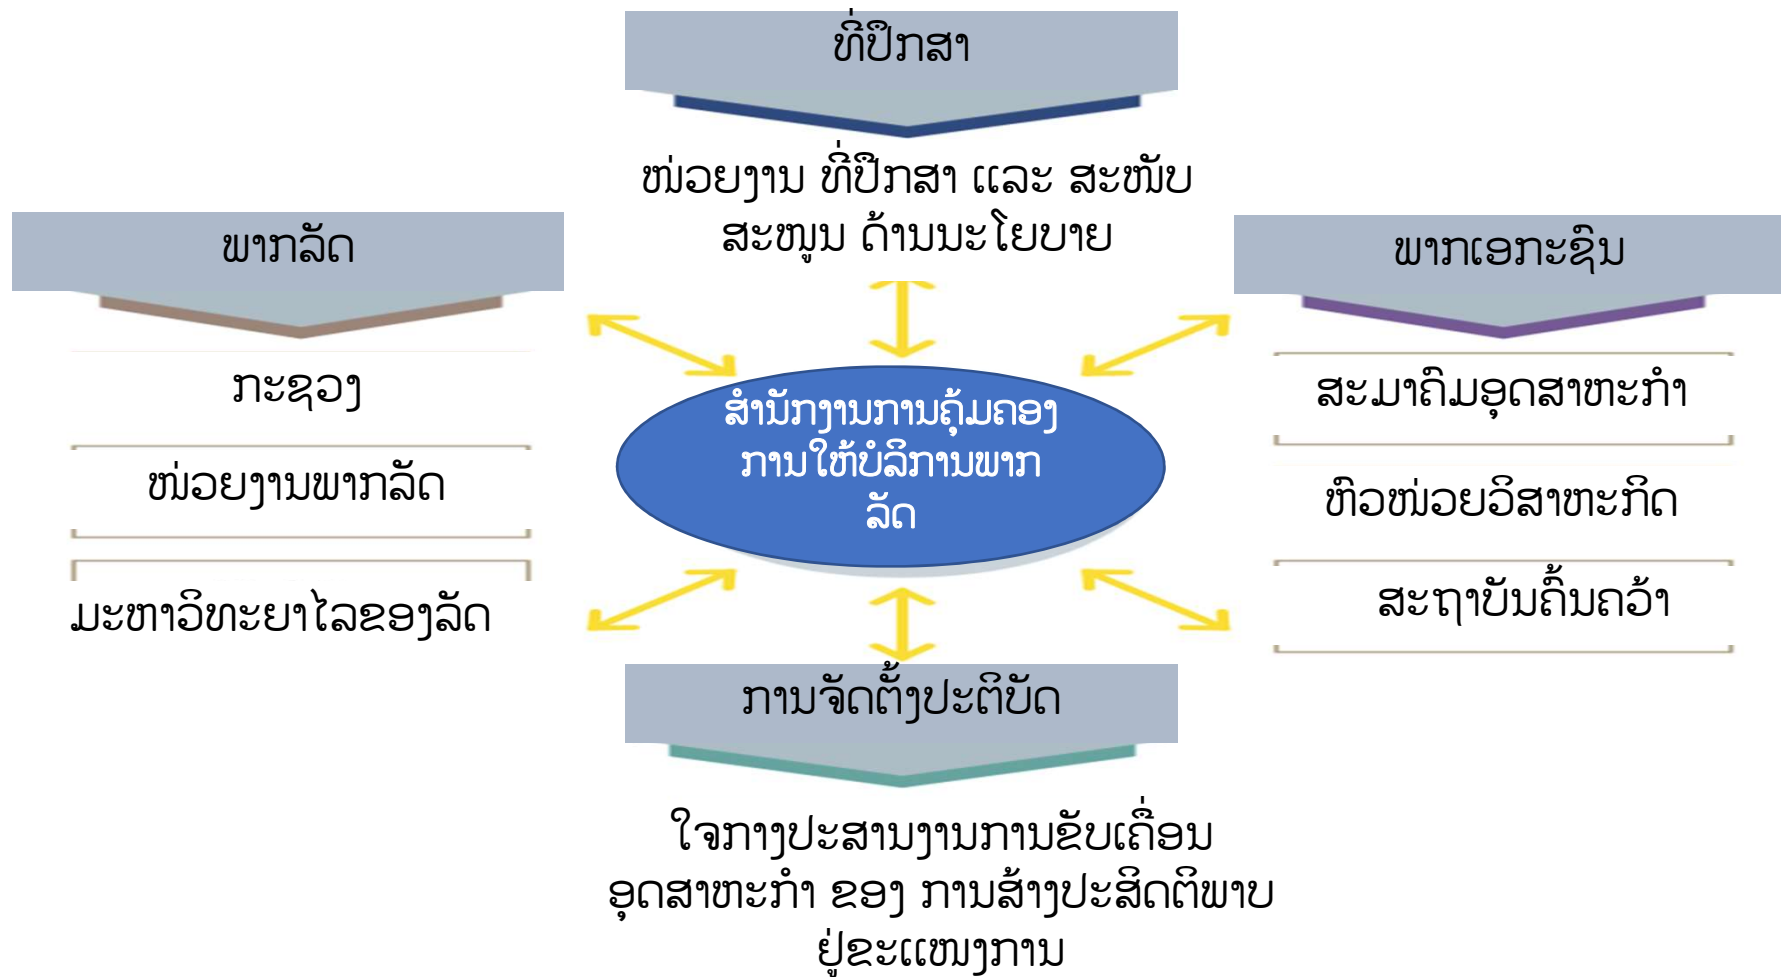 ທີ່ປຶກສາ
ໜ່ວຍງານ ທີ່ປຶກສາ ແລະ ສະໜັບ
ສະໜູນ ດ້ານນະໂຍບາຍ
ພາກລັດ
ກະຊວງ
ໜ່ວຍງານພາກລັດ
ມະຫາວິທະຍາໄລຂອງລັດ
ສຳນັກງານການຄຸ້ມຄອງ
ການໃຫ້ບໍລິການພາກ
ລັດ
ພາກເອກະຊົນ
ສະມາຄົມອຸດສາຫະກຳ
ຫົວໜ່ວຍວິສາຫະກິດ
ສະຖາບັນຄົ້ນຄວ້າ
ການຈັດຕັ້ງປະຕິບັດ
ໃຈກາງປະສານງານການຂັບເຄື່ອນ
ອຸດສາຫະກຳ ຂອງ ການສ້າງປະສິດຕິພາບ
ຢູ່ຂະແໜງການ